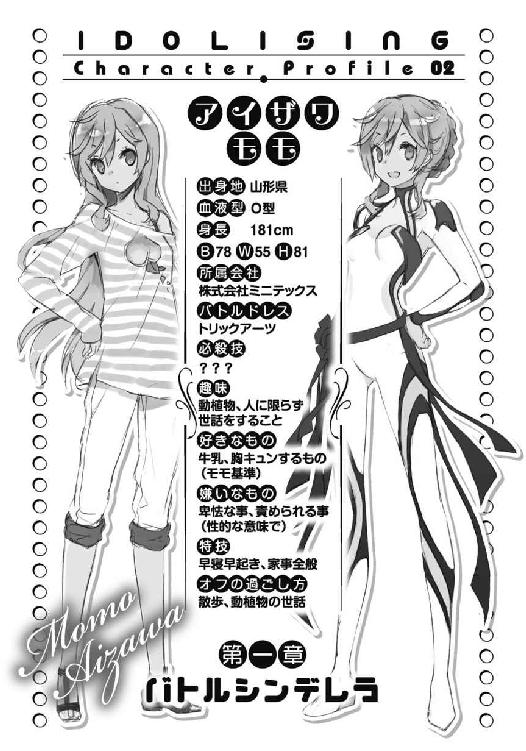 IDOLISING
Character Profile 02
アイザワ
モモ
出身地 山形県
血液型 O型
身長 181cm
B78 W55 H81
所属会社
株式会社ミニテックス
バトルドレス
トリックアーツ
必殺技
？？？
趣味
動植物、人に限らず
世話をすること
好きなもの
牛乳、胸キュンするもの
(モモ基準)
嫌いなもの
卑怯な事、責められる事
(性的な意味で)
特技
早寝早起き、家事全般
オフの過ごし方
散歩、動植物の世話
Momo
Aizawa
第一章
バトルシンデレラ